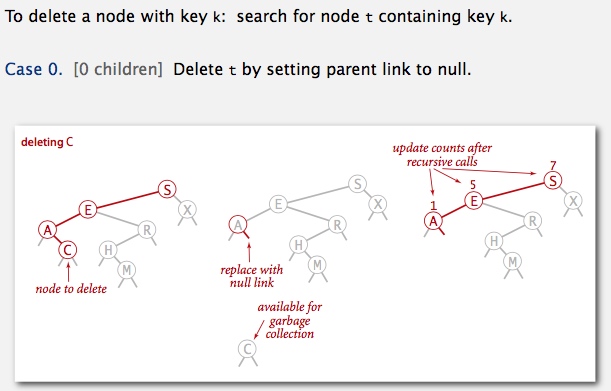 To delete a node with key k: search for node t containing key k.
Case 0. [0 children] Delete t by setting parent link to null.
deleting C
S
E
X
A
R
C
H
M
node to delete
S
E
X
A
R
H
M
replace with
null link
available for
garbage
collection
C
update counts after
recursive calls
7
S
5
E
X
1
A
R
H
M